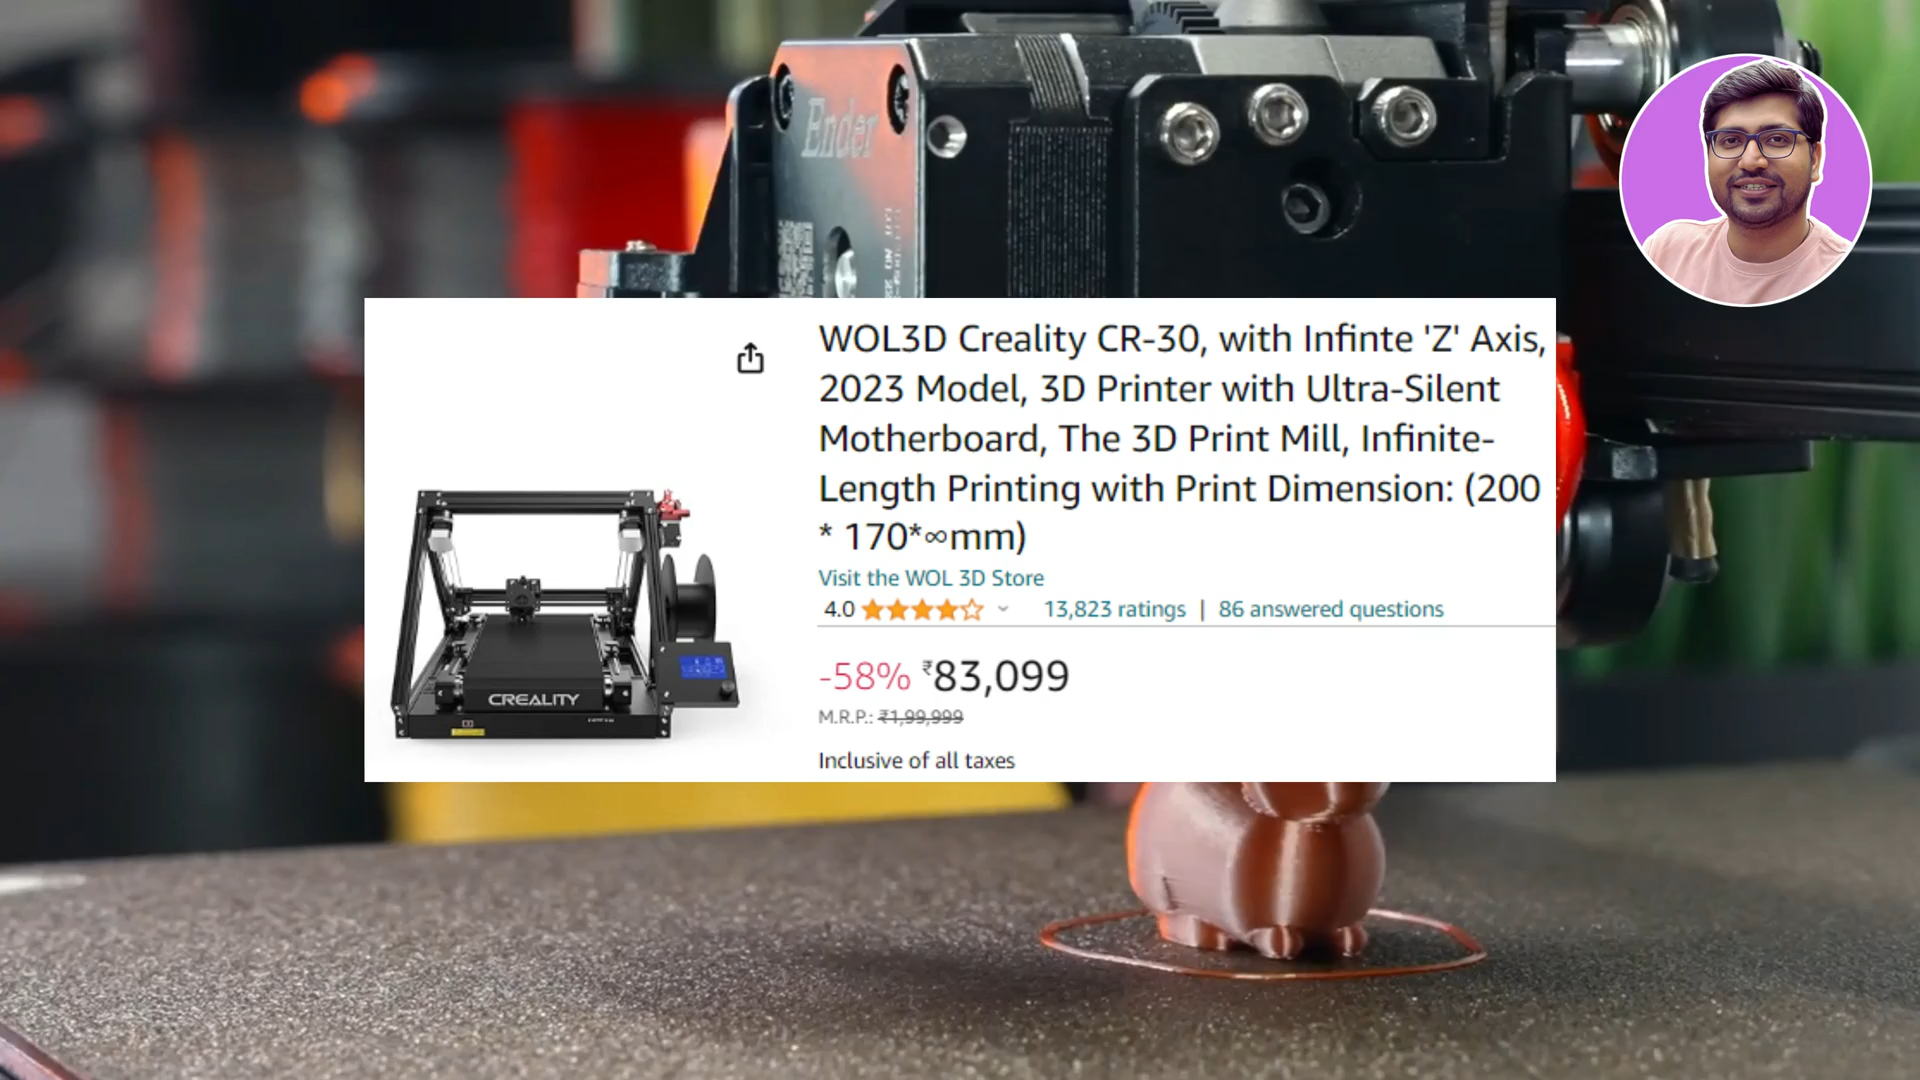 Ender
WOL3D Creality CR-30, with Infinte 'Z' Axis,
2023 Model, 3D Printer with Ultra-Silent
Motherboard, The 3D Print Mill, Infinite-
Length Printing with Print Dimension: (200
* 170*∞mm)
Visit the WOL 3D Store
4.0
13,823 ratings | 86 answered questions
-58% ₹83,099
M.R.P.: ₹1,99,999
Inclusive of all taxes
CREALITY